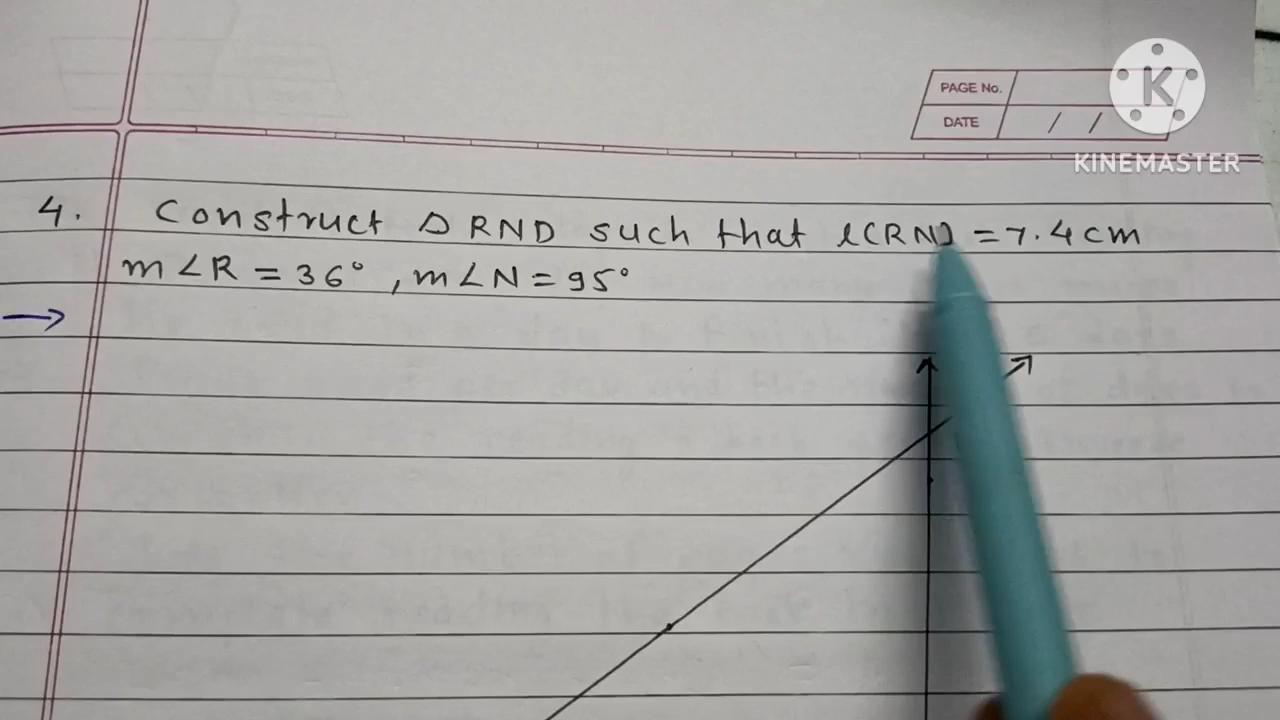 PAGE No.
DATE / /
K
KINEMASTER
4. Construct △ RND such that l(RN) = 7.4 cm
m∠R = 36°, m∠N = 95°